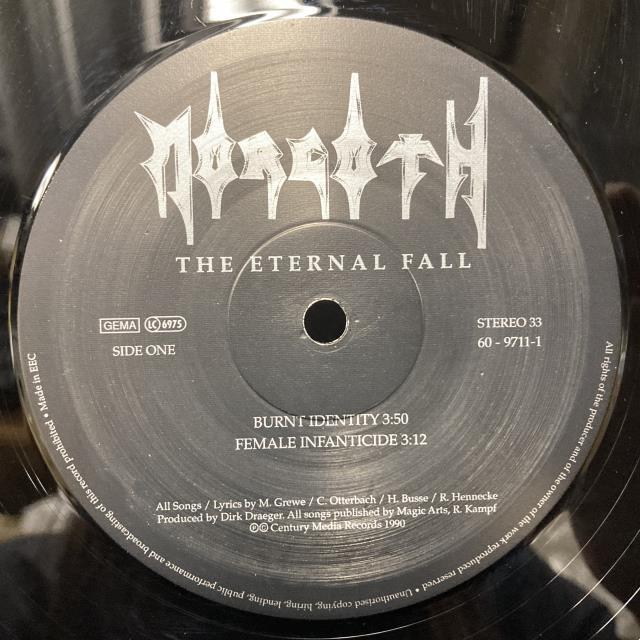 MORGOTH
THE ETERNAL FALL
GEMA LC 6975
SIDE ONE
STEREO 33
60 - 9711-1
BURNT IDENTITY 3:50
FEMALE INFANTICIDE 3:12
All Songs / Lyrics by M. Grewe / C. Otterbach / H. Busse / R. Hennecke
Produced by Dirk Draeger. All songs published by Magic Arts, R. Kampf
℗© Century Media Records 1990
All rights of the producer and of the owner of the work reproduced reserved • Unauthorised copying, hiring, lending, public performance and broadcasting of this record prohibited • Made in EEC